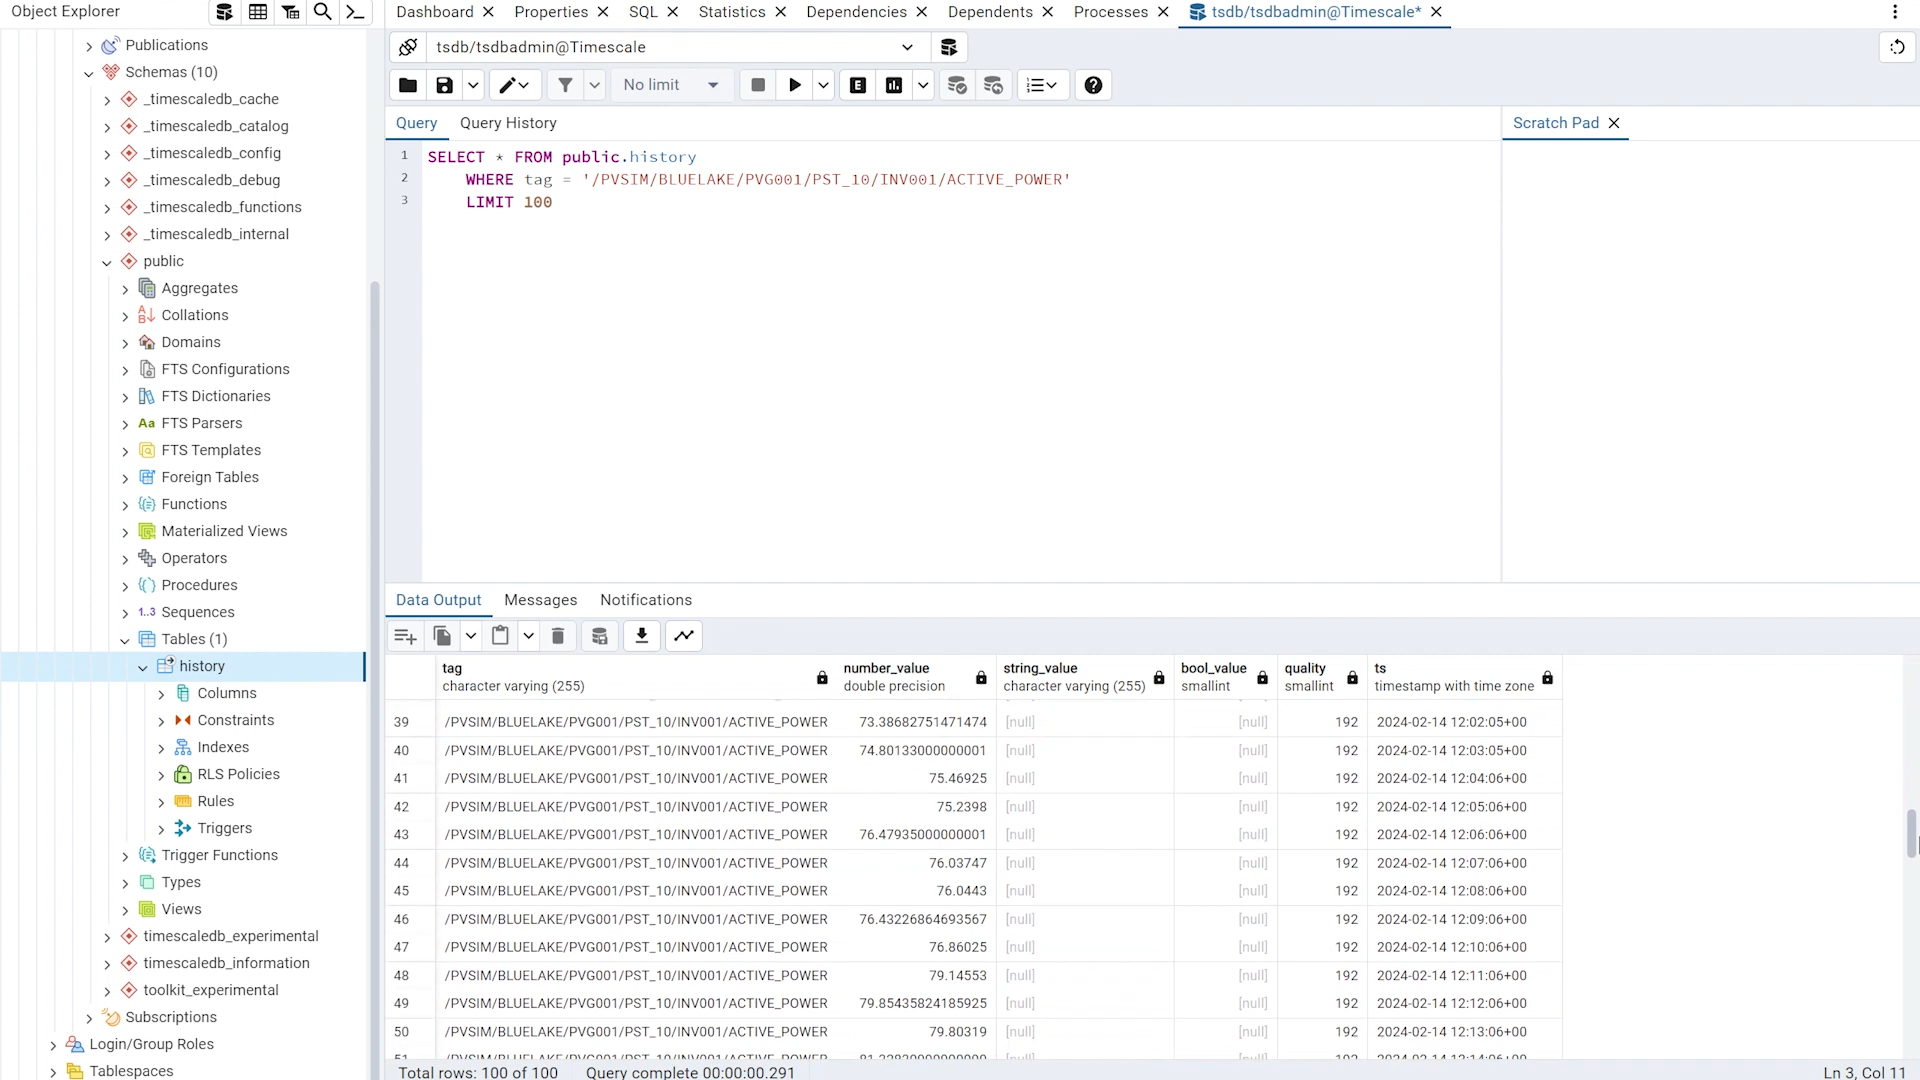 Object Explorer
Dashboard Properties SQL Statistics Dependencies Dependents Processes tsdb/tsdbadmin@Timescale*
Publications
Schemas (10)
_timescaledb_cache
_timescaledb_catalog
_timescaledb_config
_timescaledb_debug
_timescaledb_functions
_timescaledb_internal
public
Aggregates
Collations
Domains
FTS Configurations
FTS Dictionaries
Aa FTS Parsers
FTS Templates
Foreign Tables
Functions
Materialized Views
Operators
Procedures
1..3 Sequences
Tables (1)
history
Columns
Constraints
Indexes
RLS Policies
Rules
Triggers
Trigger Functions
Types
Views
timescaledb_experimental
timescaledb_information
toolkit_experimental
Subscriptions
Login/Group Roles
Tablespaces
tsdb/tsdbadmin@Timescale
No limit
E
Query Query History
Scratch Pad
1 SELECT * FROM public.history
2 WHERE tag = '/PVSIM/BLUELAKE/PVG001/PST_10/INV001/ACTIVE_POWER'
3 LIMIT 100
Data Output Messages Notifications
tag number_value string_value bool_value quality ts
character varying (255) double precision character varying (255) smallint smallint timestamp with time zone
39 /PVSIM/BLUELAKE/PVG001/PST_10/INV001/ACTIVE_POWER 73.38682751471474 [null] [null] 192 2024-02-14 12:02:05+00
40 /PVSIM/BLUELAKE/PVG001/PST_10/INV001/ACTIVE_POWER 74.80133000000001 [null] [null] 192 2024-02-14 12:03:05+00
41 /PVSIM/BLUELAKE/PVG001/PST_10/INV001/ACTIVE_POWER 75.46925 [null] [null] 192 2024-02-14 12:04:06+00
42 /PVSIM/BLUELAKE/PVG001/PST_10/INV001/ACTIVE_POWER 75.2398 [null] [null] 192 2024-02-14 12:05:06+00
43 /PVSIM/BLUELAKE/PVG001/PST_10/INV001/ACTIVE_POWER 76.47935000000001 [null] [null] 192 2024-02-14 12:06:06+00
44 /PVSIM/BLUELAKE/PVG001/PST_10/INV001/ACTIVE_POWER 76.03747 [null] [null] 192 2024-02-14 12:07:06+00
45 /PVSIM/BLUELAKE/PVG001/PST_10/INV001/ACTIVE_POWER 76.0443 [null] [null] 192 2024-02-14 12:08:06+00
46 /PVSIM/BLUELAKE/PVG001/PST_10/INV001/ACTIVE_POWER 76.43226864693567 [null] [null] 192 2024-02-14 12:09:06+00
47 /PVSIM/BLUELAKE/PVG001/PST_10/INV001/ACTIVE_POWER 76.86025 [null] [null] 192 2024-02-14 12:10:06+00
48 /PVSIM/BLUELAKE/PVG001/PST_10/INV001/ACTIVE_POWER 79.14553 [null] [null] 192 2024-02-14 12:11:06+00
49 /PVSIM/BLUELAKE/PVG001/PST_10/INV001/ACTIVE_POWER 79.85435824185925 [null] [null] 192 2024-02-14 12:12:06+00
50 /PVSIM/BLUELAKE/PVG001/PST_10/INV001/ACTIVE_POWER 79.80319 [null] [null] 192 2024-02-14 12:13:06+00
Total rows: 100 of 100 Query complete 00:00:00.291 Ln 3, Col 11